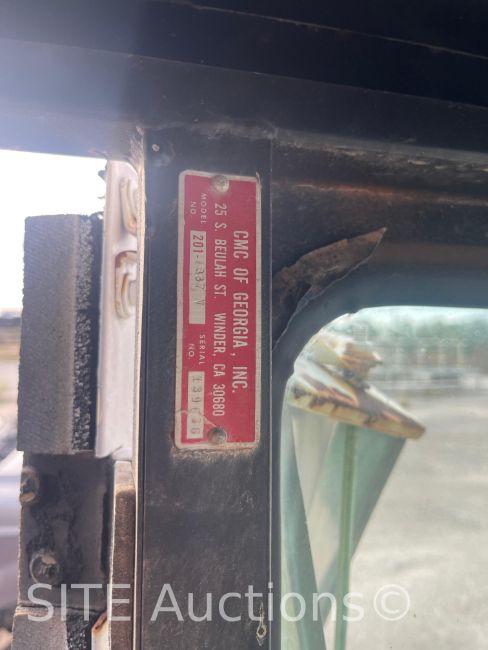 CMC OF GEORGIA, INC.
25 S. BEULAH ST. WINDER, GA 30680
MODEL NO. SERIAL NO.
SITE Auctions©